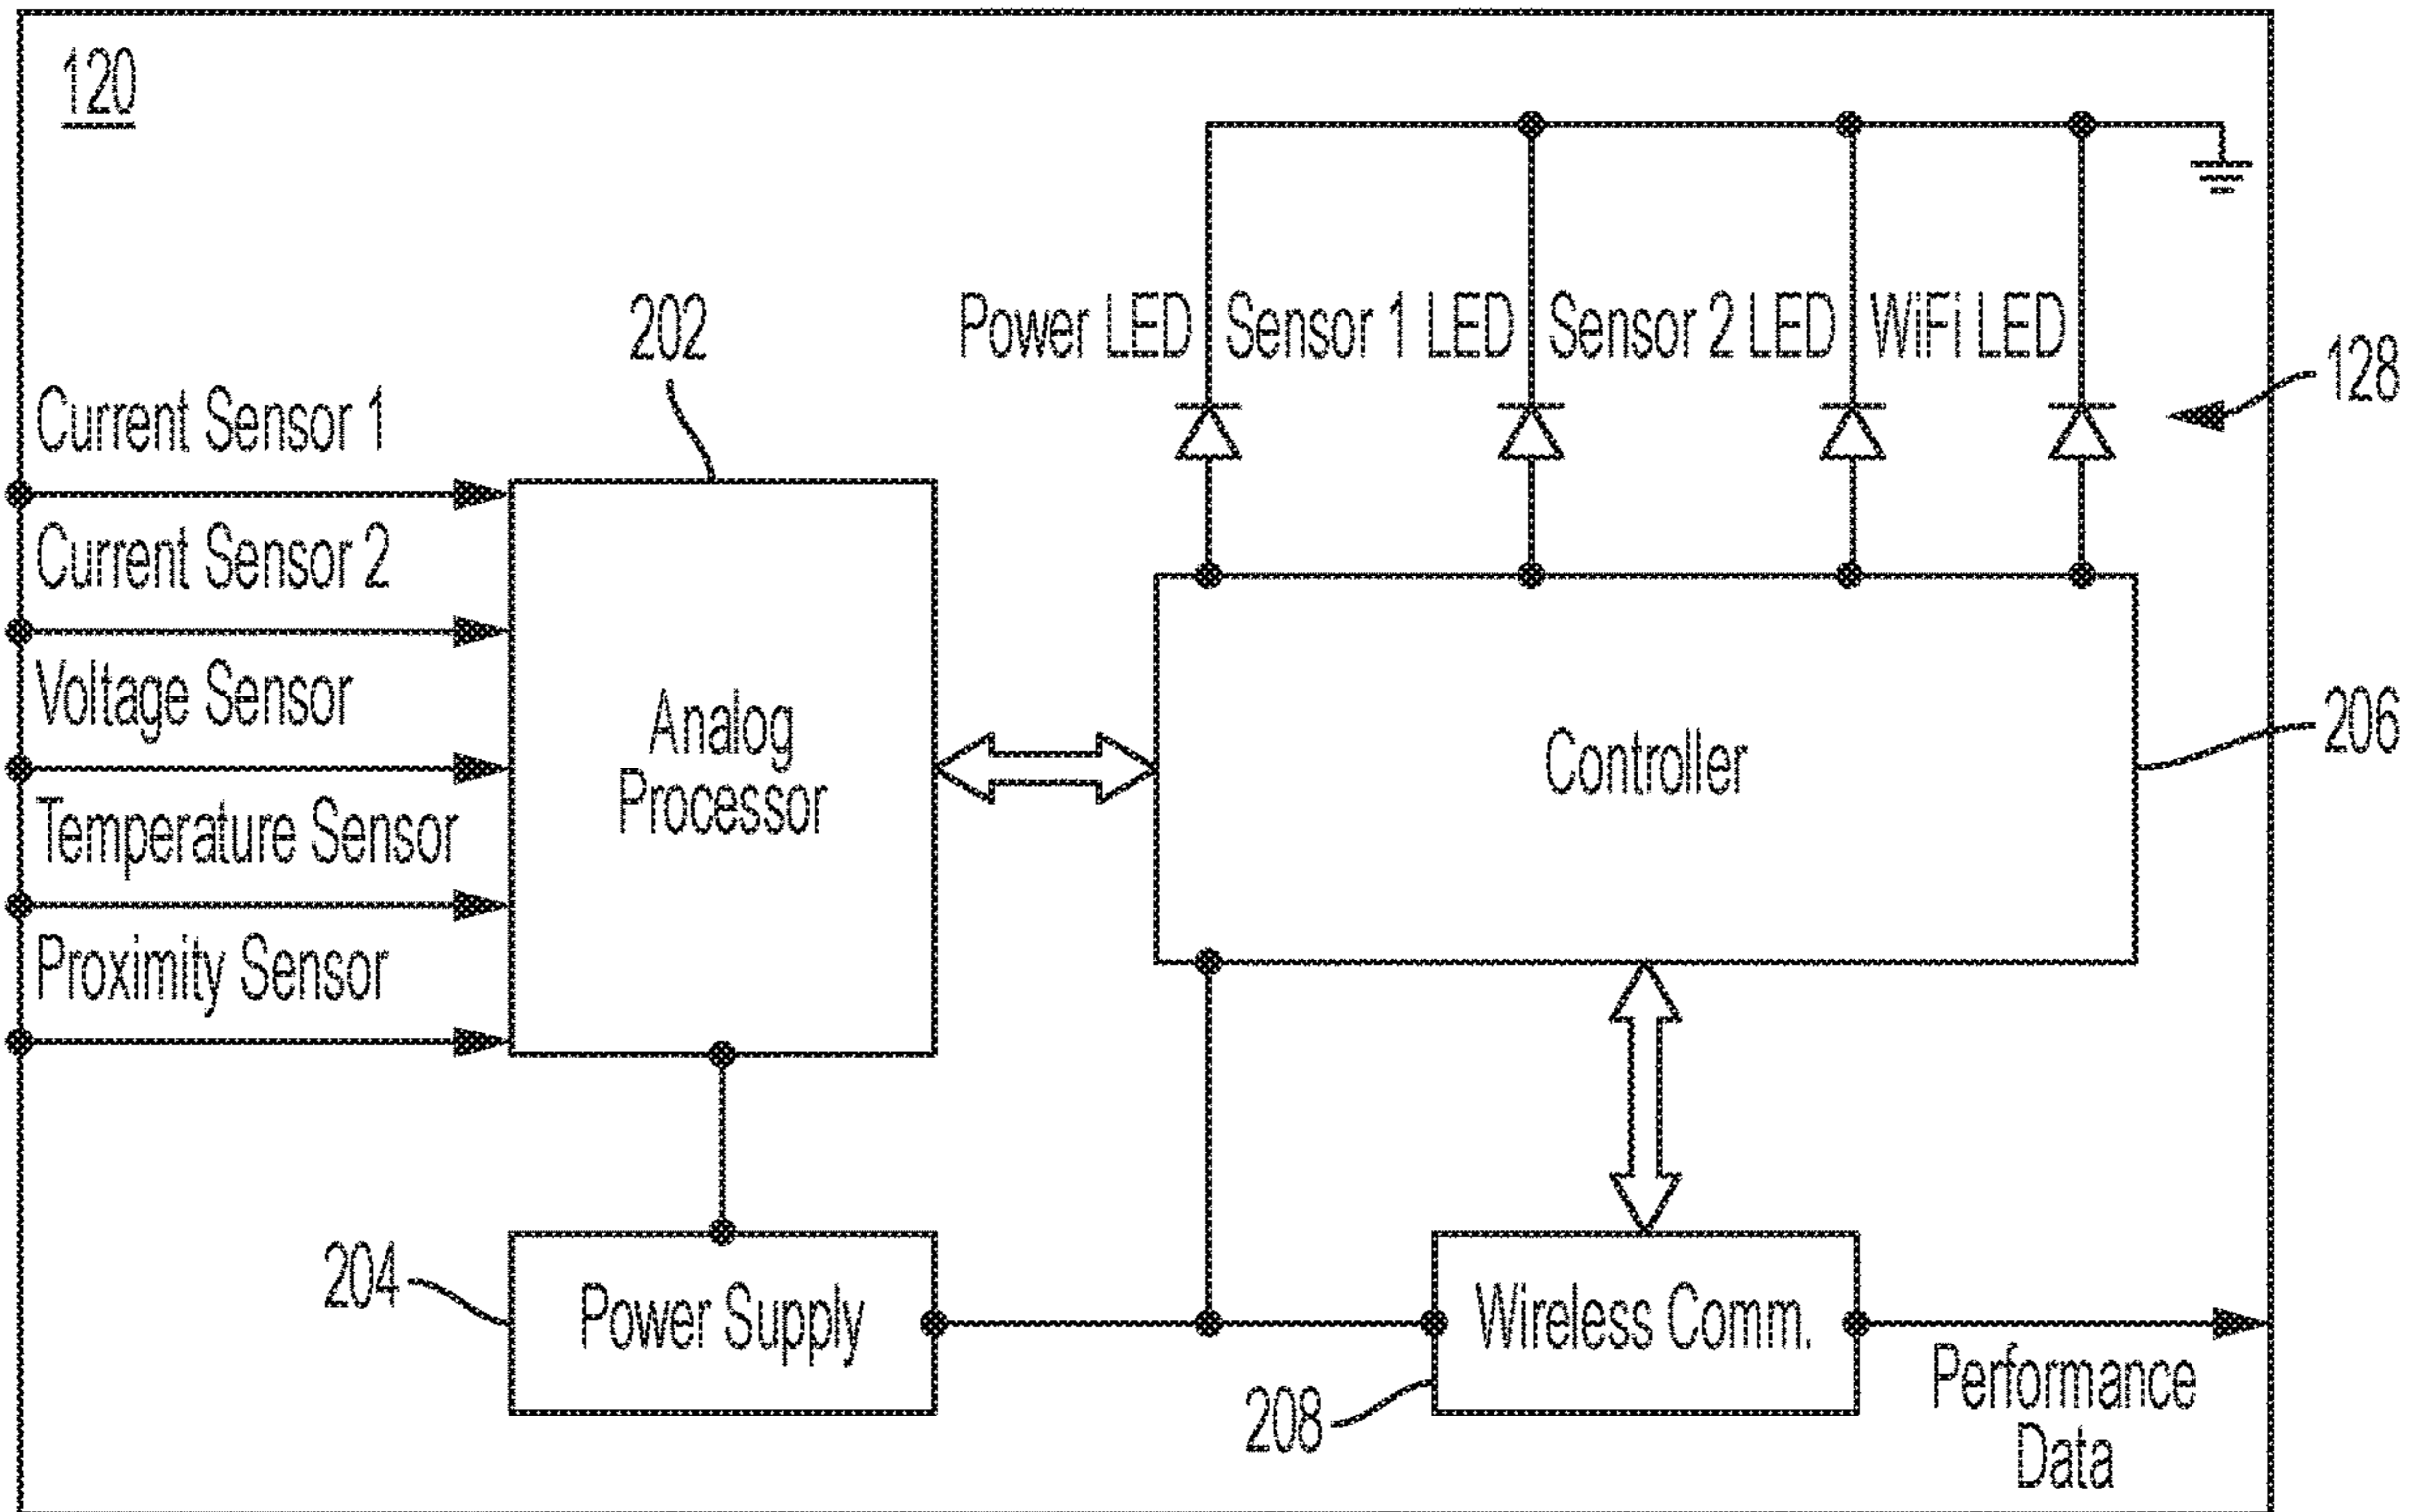 120
202
Power LED
Sensor 1 LED
Sensor 2 LED
WiFi LED
128
Current Sensor 1
Current Sensor 2
Voltage Sensor
Temperature Sensor
Proximity Sensor
Analog
Processor
Controller
206
204
Power Supply
Wireless Comm.
208
Performance
Data